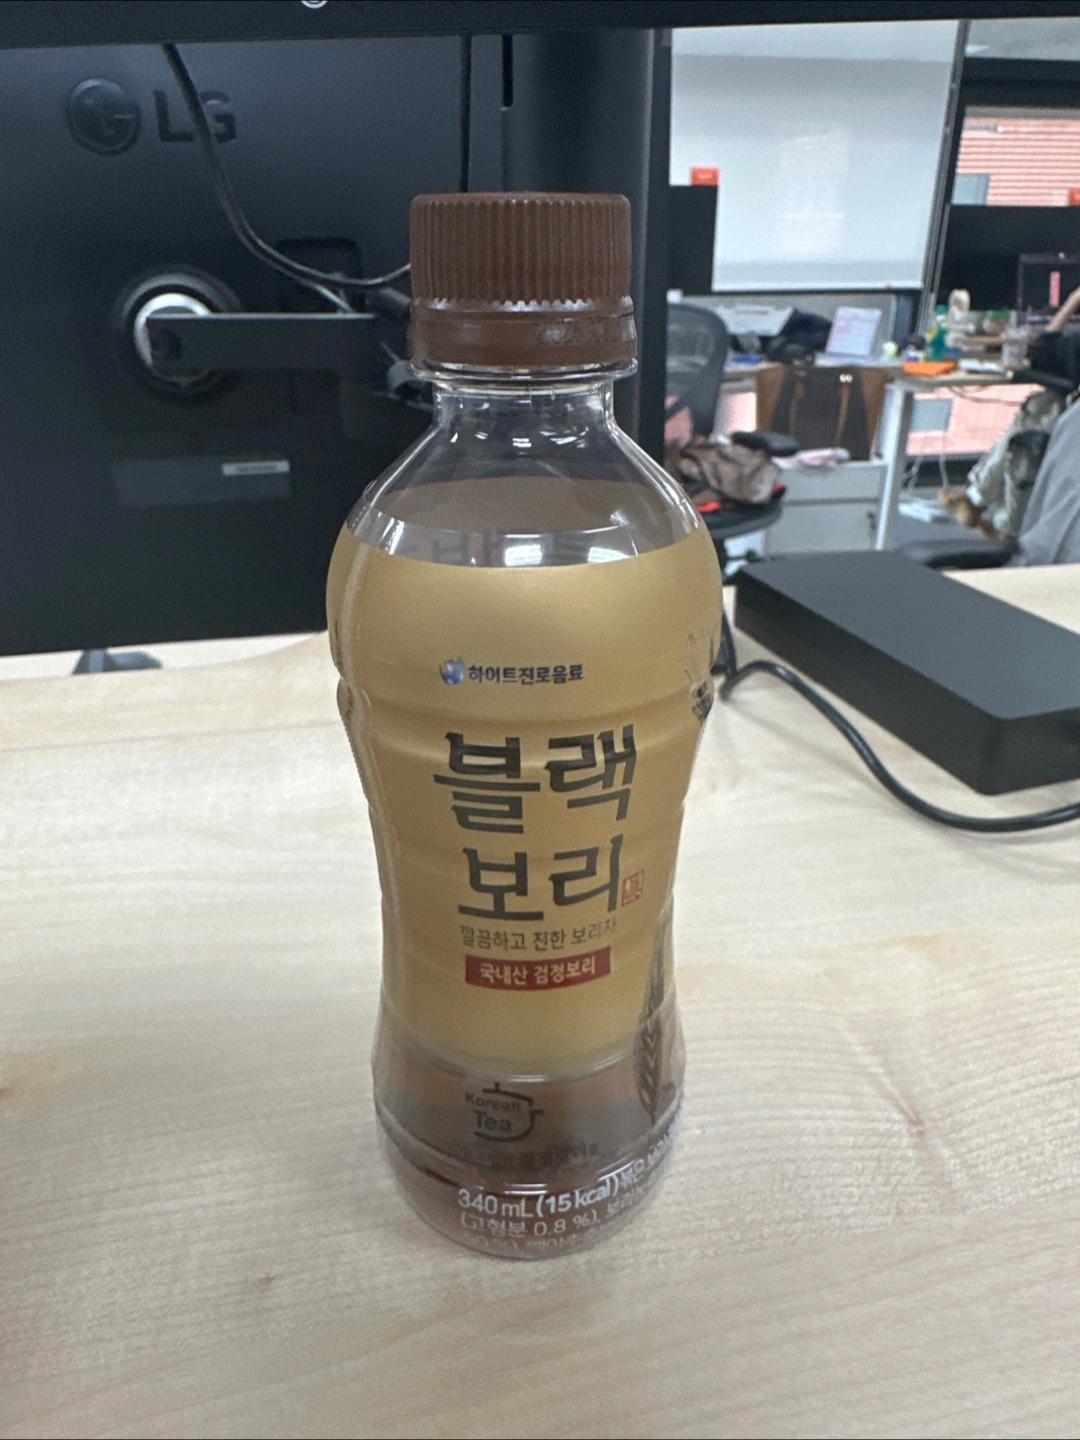 LG
하이트진로음료
블랙
보리
깔끔하고 진한 보리차
국내산 검정보리
Korean
Tea
340 mL (15 kcal) 볶은
(고형분 0.8 %),